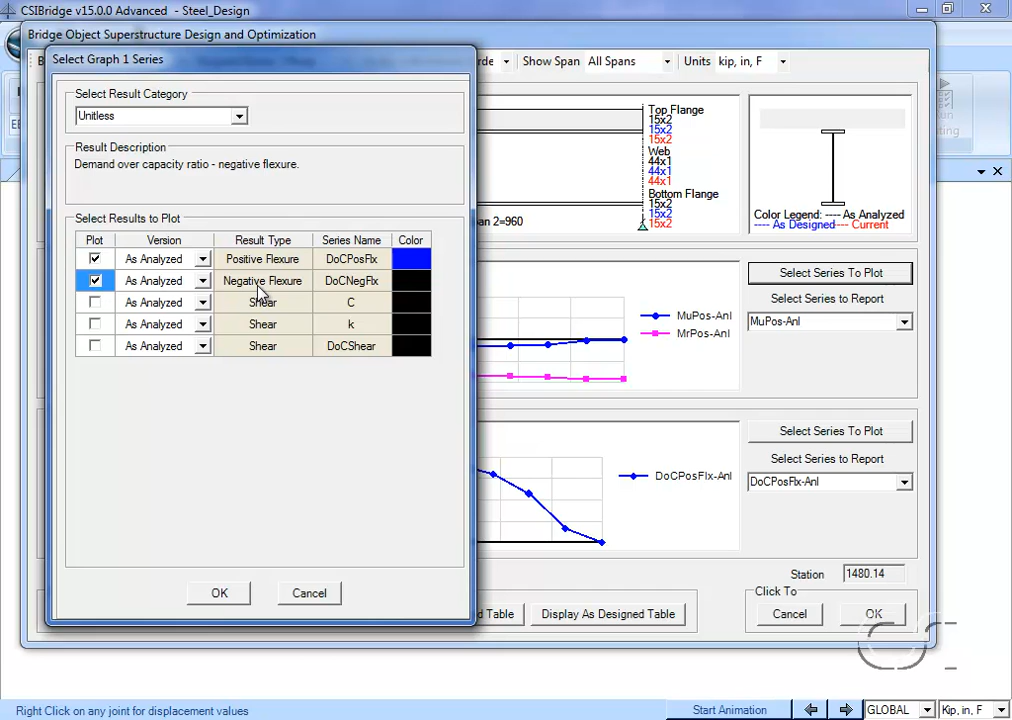 CSIBridge v15.0.0 Advanced - Steel_Design
Bridge Object Superstructure Design and Optimization
Select Graph 1 Series
Show Span All Spans Units kip, in, F
Select Result Category
Unitless
Result Description
Demand over capacity ratio - negative flexure.
Select Results to Plot
Plot Version Result Type Series Name Color
As Analyzed Positive Flexure DoCPosFlx
As Analyzed Negative Flexure DoCNegFlx
As Analyzed Shear C
As Analyzed Shear k
As Analyzed Shear DoCShear
OK Cancel
Top Flange
15x2
15x2
15x2
Web
44x1
44x1
44x1
Bottom Flange
15x2
15x2
15x2
2=960
Color Legend: ---- As Analyzed
---- As Designed ---- Current
Select Series To Plot
Select Series to Report
MuPos-Anl
MuPos-Anl
MrPos-Anl
Select Series To Plot
Select Series to Report
DoCPosFlx-Anl
DoCPosFlx-Anl
Station 1480.14
Click To
Table Display As Designed Table Cancel OK
Right Click on any joint for displacement values
Start Animation GLOBAL Kip, in, F